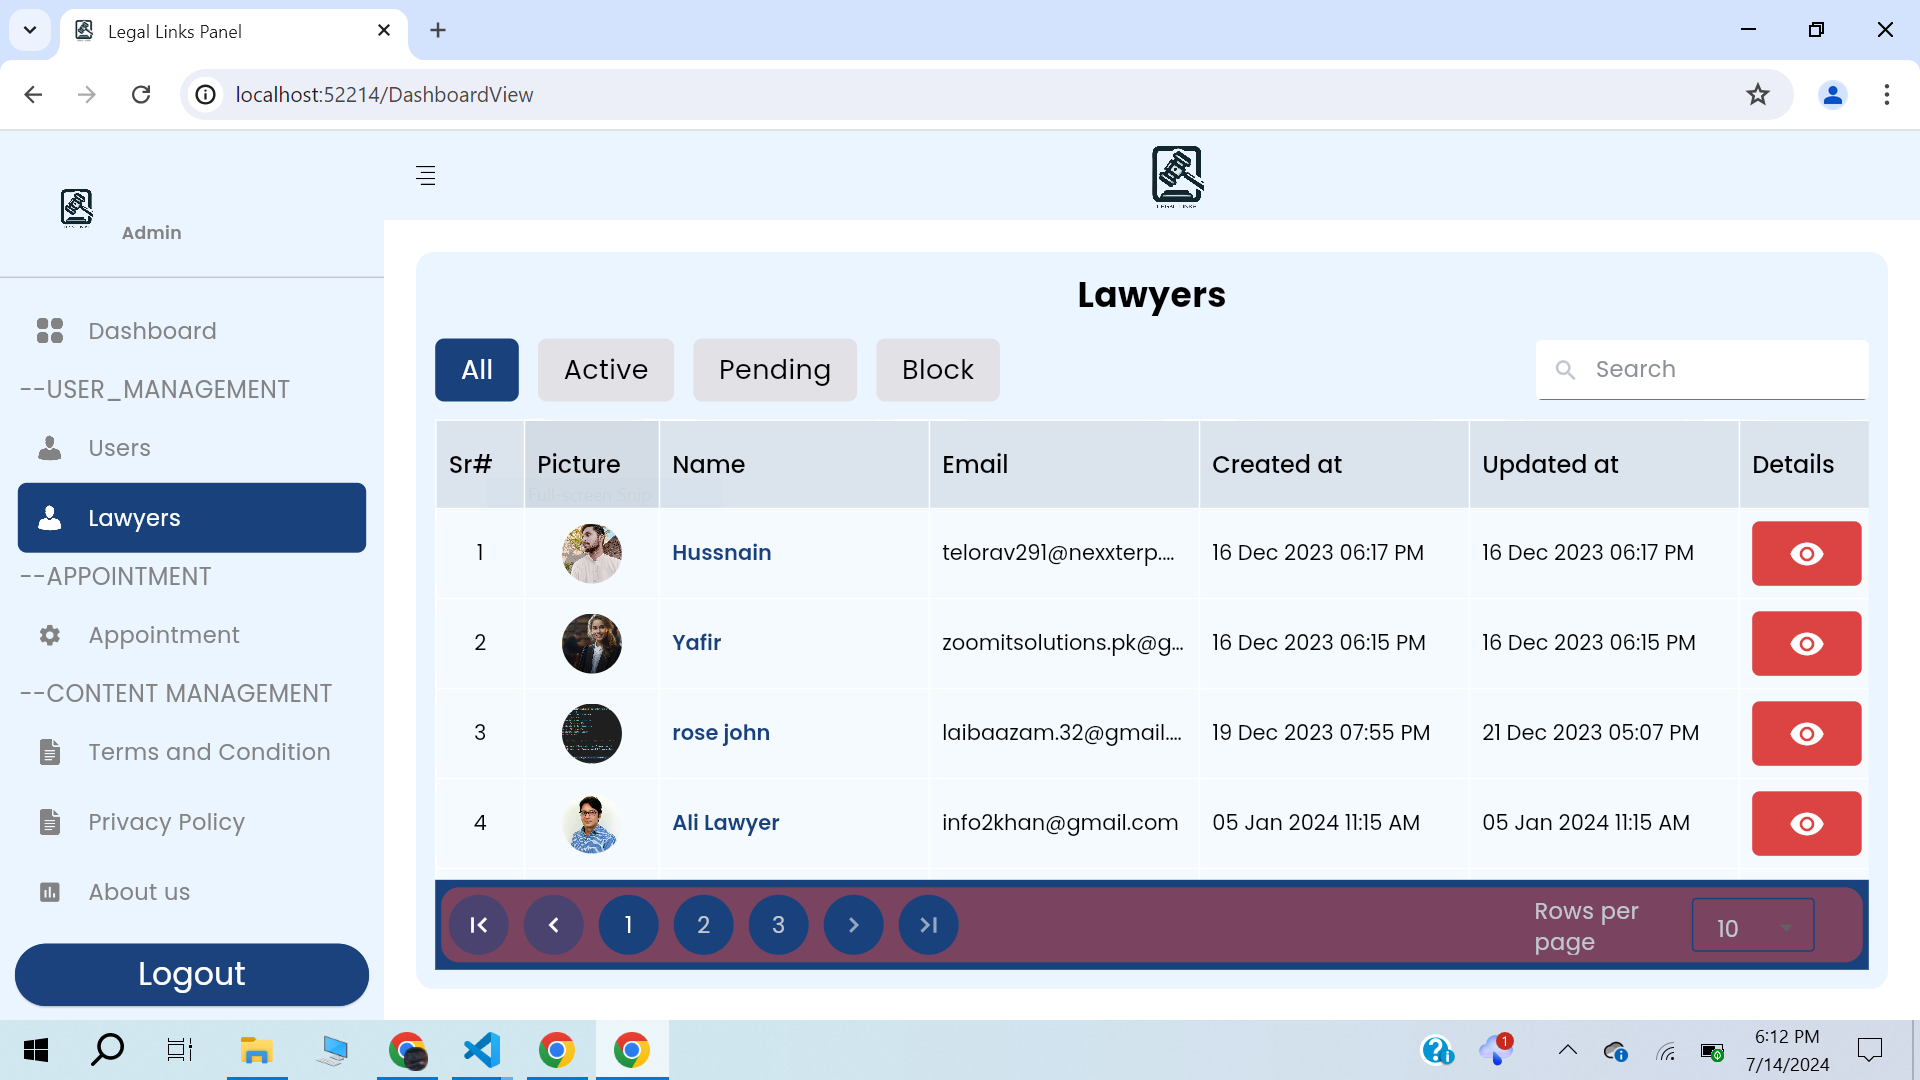 Legal Links Panel
localhost:52214/DashboardView
Admin
Dashboard
--USER_MANAGEMENT
Users
Lawyers
--APPOINTMENT
Appointment
--CONTENT MANAGEMENT
Terms and Condition
Privacy Policy
About us
Logout
Lawyers
All Active Pending Block Search
Sr# Picture Name Email Created at Updated at Details
Full-screen Snip
1 Hussnain telorav291@nexxterp.... 16 Dec 2023 06:17 PM 16 Dec 2023 06:17 PM
2 Yafir zoomitsolutions.pk@g... 16 Dec 2023 06:15 PM 16 Dec 2023 06:15 PM
3 rose john laibaazam.32@gmail.... 19 Dec 2023 07:55 PM 21 Dec 2023 05:07 PM
4 Ali Lawyer info2khan@gmail.com 05 Jan 2024 11:15 AM 05 Jan 2024 11:15 AM
1 2 3 Rows per page 10
1
6:12 PM
7/14/2024